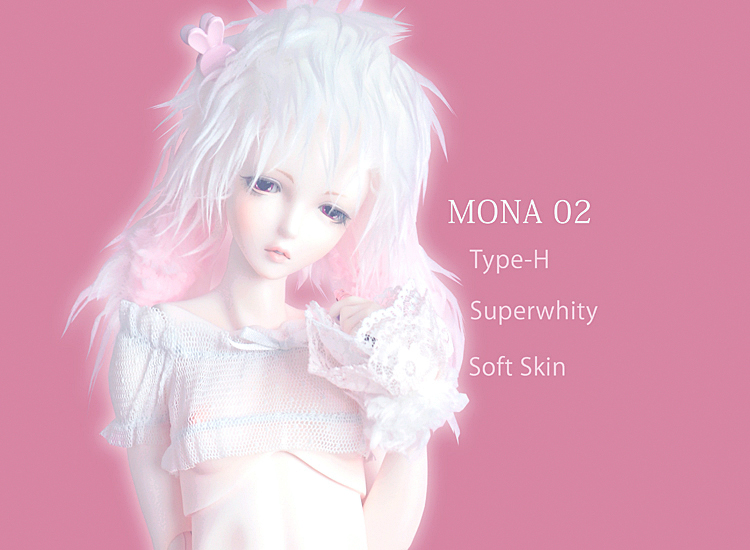 MONA 02
Type-H
Superwhity
Soft Skin